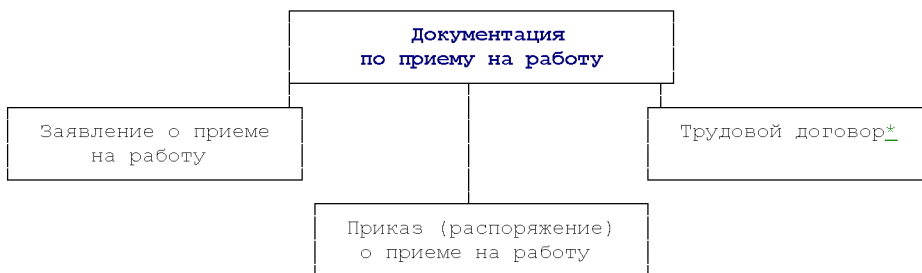 Документация
по приему на работу
Заявление о приеме
на работу
Трудовой договор*
Приказ (распоряжение)
о приеме на работу